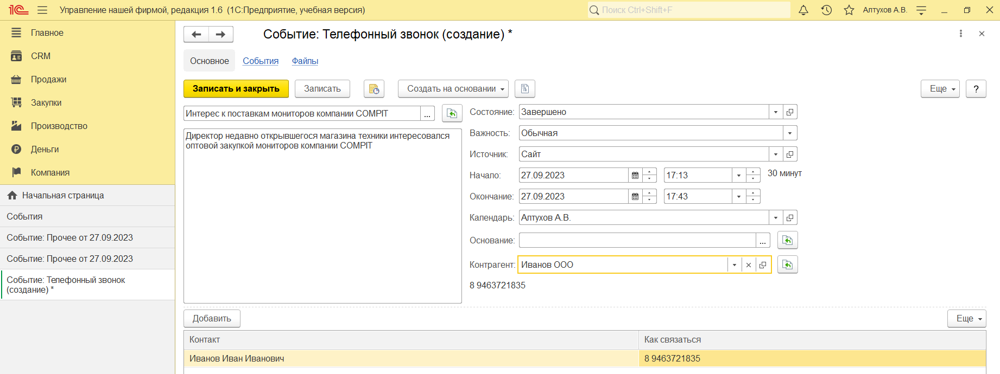 1С Управление нашей фирмой, редакция 1.6 (1С:Предприятие, учебная версия) Поиск Ctrl+Shift+F Алтухов А.В.
Главное
CRM
Продажи
Закупки
Производство
Деньги
Компания
Начальная страница
События
Событие: Прочее от 27.09.2023
Событие: Прочее от 27.09.2023
Событие: Телефонный звонок
(создание) *
Событие: Телефонный звонок (создание) *
Основное События Файлы
Записать и закрыть Записать Создать на основании Еще ?
Интерес к поставкам мониторов компании COMPIT ...
Директор недавно открывшегося магазина техники интересовался
оптовой закупкой мониторов компании COMPIT
Состояние: Завершено
Важность: Обычная
Источник: Сайт
Начало: 27.09.2023 17:13 30 минут
Окончание: 27.09.2023 17:43
Календарь: Алтухов А.В.
Основание: ...
Контрагент: Иванов ООО
8 9463721835
Добавить Еще
Контакт Как связаться
Иванов Иван Иванович 8 9463721835